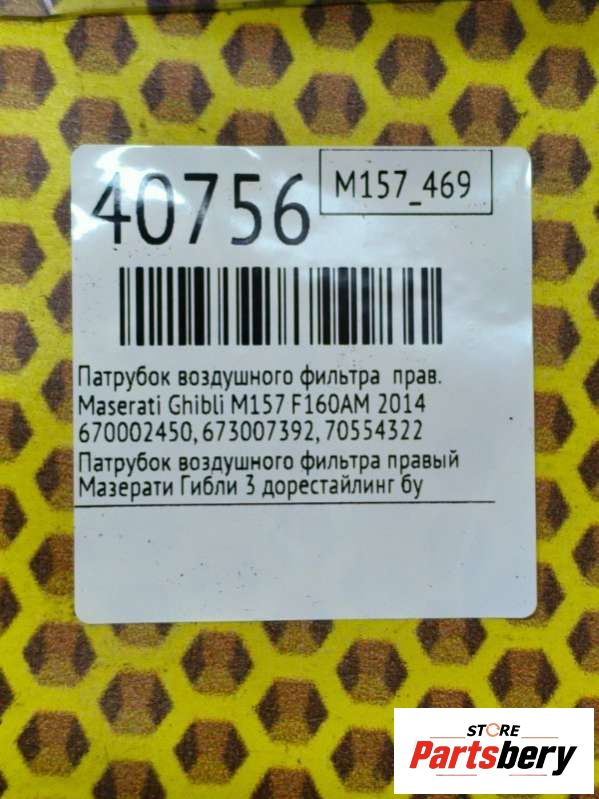 40756
M157_469
Патрубок воздушного фильтра прав.
Maserati Ghibli M157 F160AM 2014
670002450, 673007392, 70554322
Патрубок воздушного фильтра правый
Мазерати Гибли 3 дорестайлинг бу
STORE
Partsbery